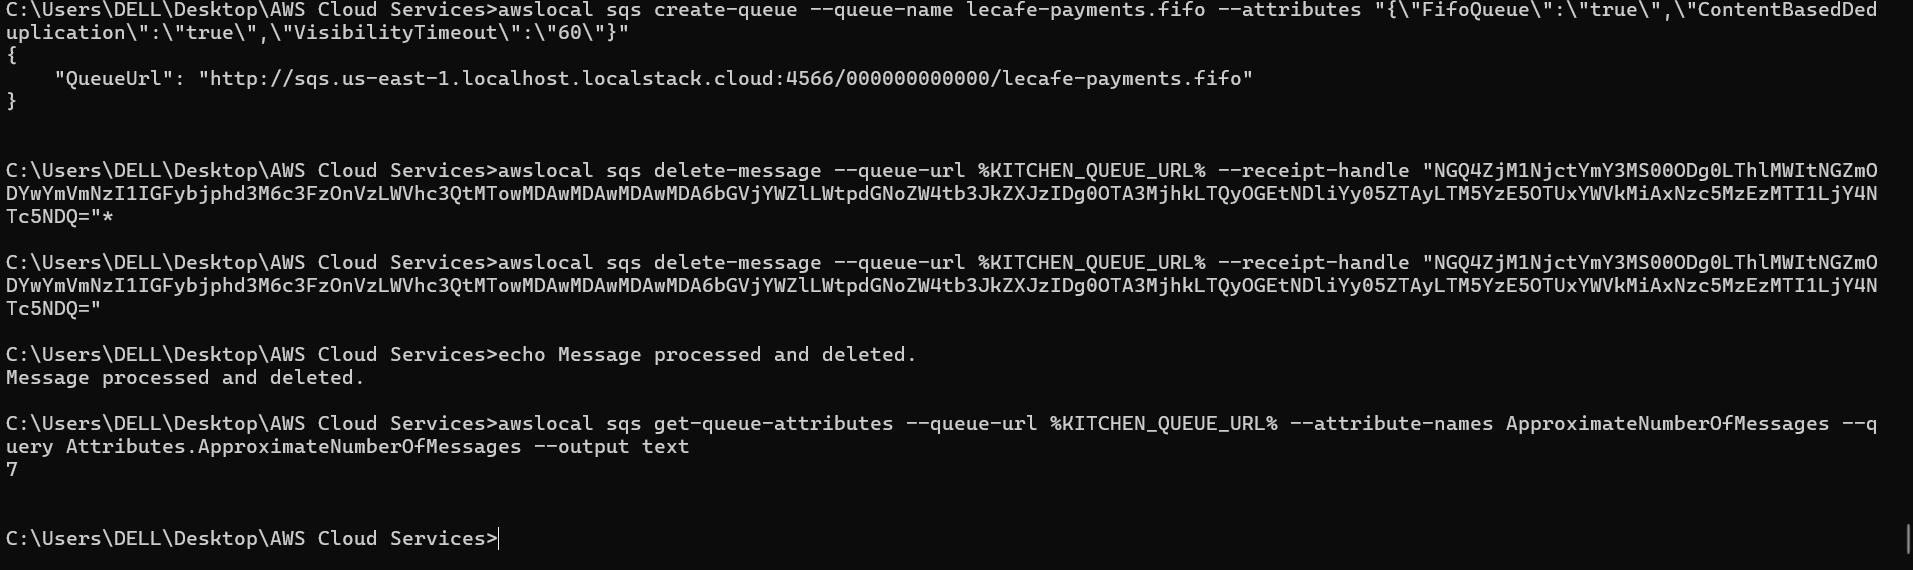 C:\Users\DELL\Desktop\AWS Cloud Services>awslocal sqs create-queue --queue-name lecafe-payments.fifo --attributes "{\"FifoQueue\":\"true\",\"ContentBasedDed
uplication\":\"true\",\"VisibilityTimeout\":\"60\"}"
{
    "QueueUrl": "http://sqs.us-east-1.localhost.localstack.cloud:4566/000000000000/lecafe-payments.fifo"
}
C:\Users\DELL\Desktop\AWS Cloud Services>awslocal sqs delete-message --queue-url %KITCHEN_QUEUE_URL% --receipt-handle "NGQ4ZjM1NjctYmY3MS00ODg0LThlMWItNGZmO
DYwYmVmNzI1IGFybjphd3M6c3FzOnVzLWVhc3QtMTowMDAwMDAwMDAwMDA6bGVjYWZlLWtpdGNoZW4tb3JkZXJzIDg0OTA3MjhkLTQyOGEtNDliYy05ZTAyLTM5YzE5OTUxYWVkMiAxNzc5MzEzMTI1LjY4N
Tc5NDQ="*
C:\Users\DELL\Desktop\AWS Cloud Services>awslocal sqs delete-message --queue-url %KITCHEN_QUEUE_URL% --receipt-handle "NGQ4ZjM1NjctYmY3MS00ODg0LThlMWItNGZmO
DYwYmVmNzI1IGFybjphd3M6c3FzOnVzLWVhc3QtMTowMDAwMDAwMDAwMDA6bGVjYWZlLWtpdGNoZW4tb3JkZXJzIDg0OTA3MjhkLTQyOGEtNDliYy05ZTAyLTM5YzE5OTUxYWVkMiAxNzc5MzEzMTI1LjY4N
Tc5NDQ="
C:\Users\DELL\Desktop\AWS Cloud Services>echo Message processed and deleted.
Message processed and deleted.
C:\Users\DELL\Desktop\AWS Cloud Services>awslocal sqs get-queue-attributes --queue-url %KITCHEN_QUEUE_URL% --attribute-names ApproximateNumberOfMessages --q
uery Attributes.ApproximateNumberOfMessages --output text
7
C:\Users\DELL\Desktop\AWS Cloud Services>